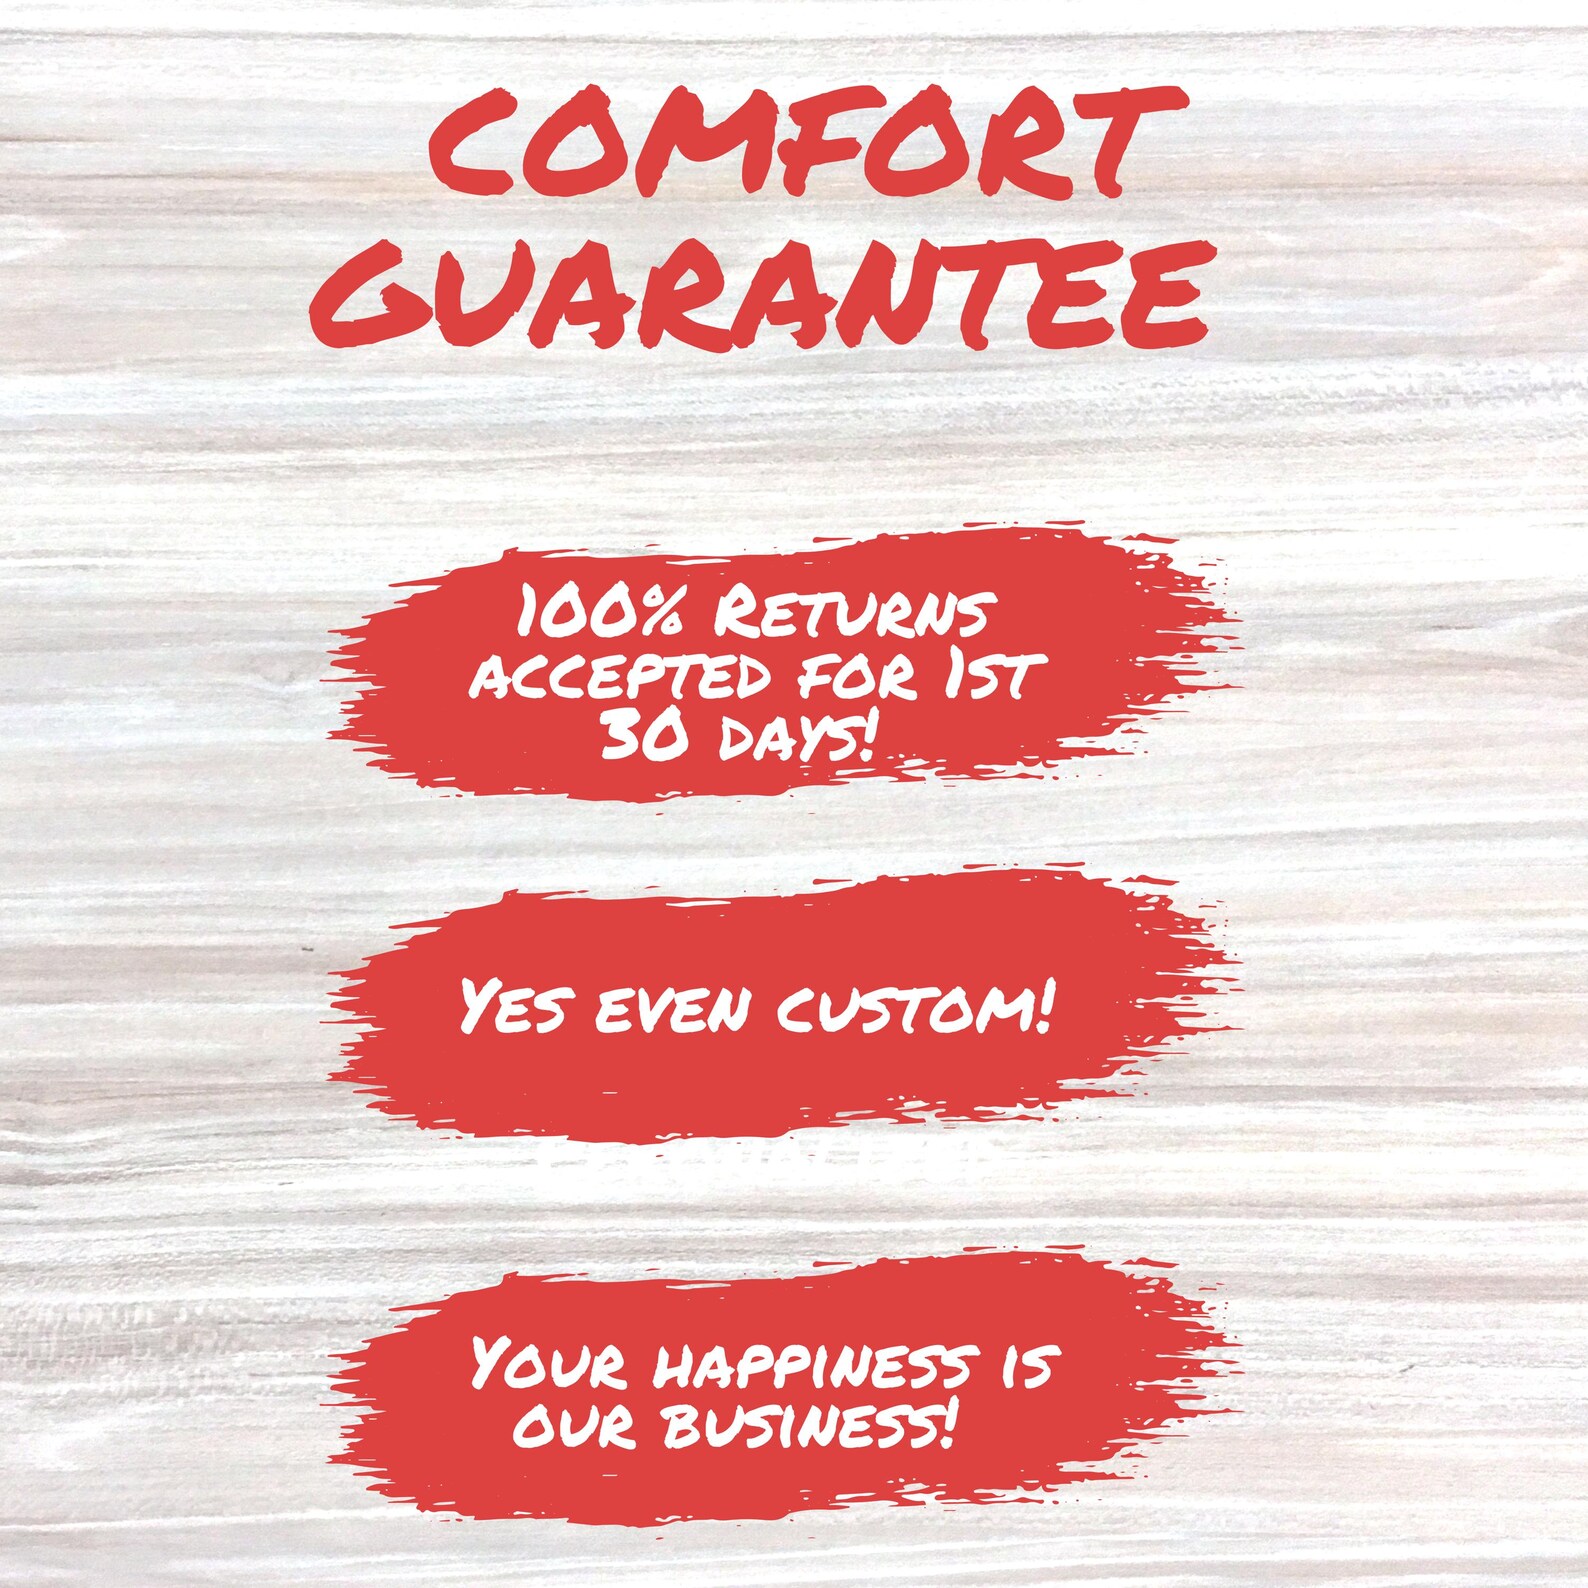 COMFORT
GUARANTEE
100% RETURNS
ACCEPTED FOR 1ST
30 DAYS!
YES EVEN CUSTOM!
YOUR HAPPINESS IS
OUR BUSINESS!